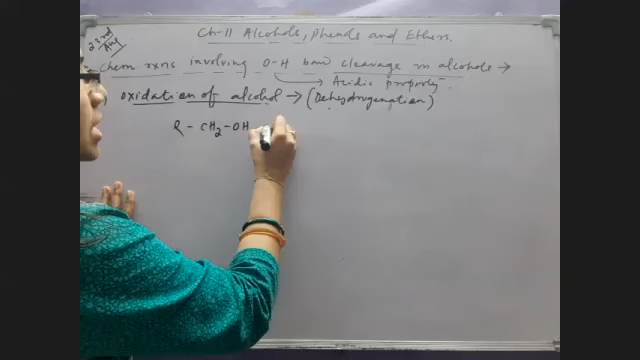 Ch-11 Alcohols, Phenols and Ethers.
23rd Aug
Chem rxns involving O-H bond cleavage in alcohols →
Acidic property.
Oxidation of alcohol → (Dehydrogenation)
R - CH2 - OH